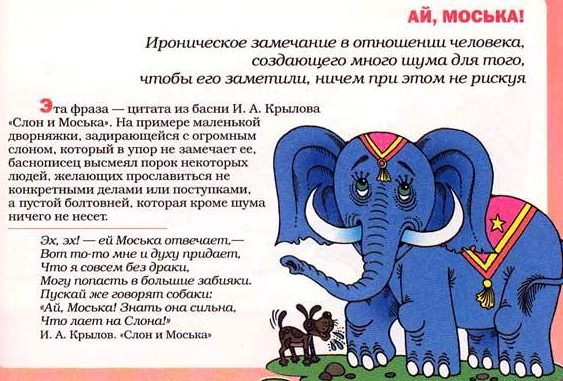 АЙ, МОСЬКА!
Ироническое замечание в отношении человека,
создающего много шума для того,
чтобы его заметили, ничем при этом не рискуя
Эта фраза — цитата из басни И. А. Крылова
«Слон и Моська». На примере маленькой
дворняжки, задирающейся с огромным
слоном, который в упор не замечает ее,
баснописец высмеял порок некоторых
людей, желающих прославиться не
конкретными делами или поступками,
а пустой болтовней, которая кроме шума
ничего не несет.
Эх, эх! — ей Моська отвечает,—
Вот то-то мне и духу придает,
Что я совсем без драки,
Могу попасть в большие забияки.
Пускай же говорят собаки:
«Ай, Моська! Знать она сильна,
Что лает на Слона!»
И. А. Крылов. «Слон и Моська»